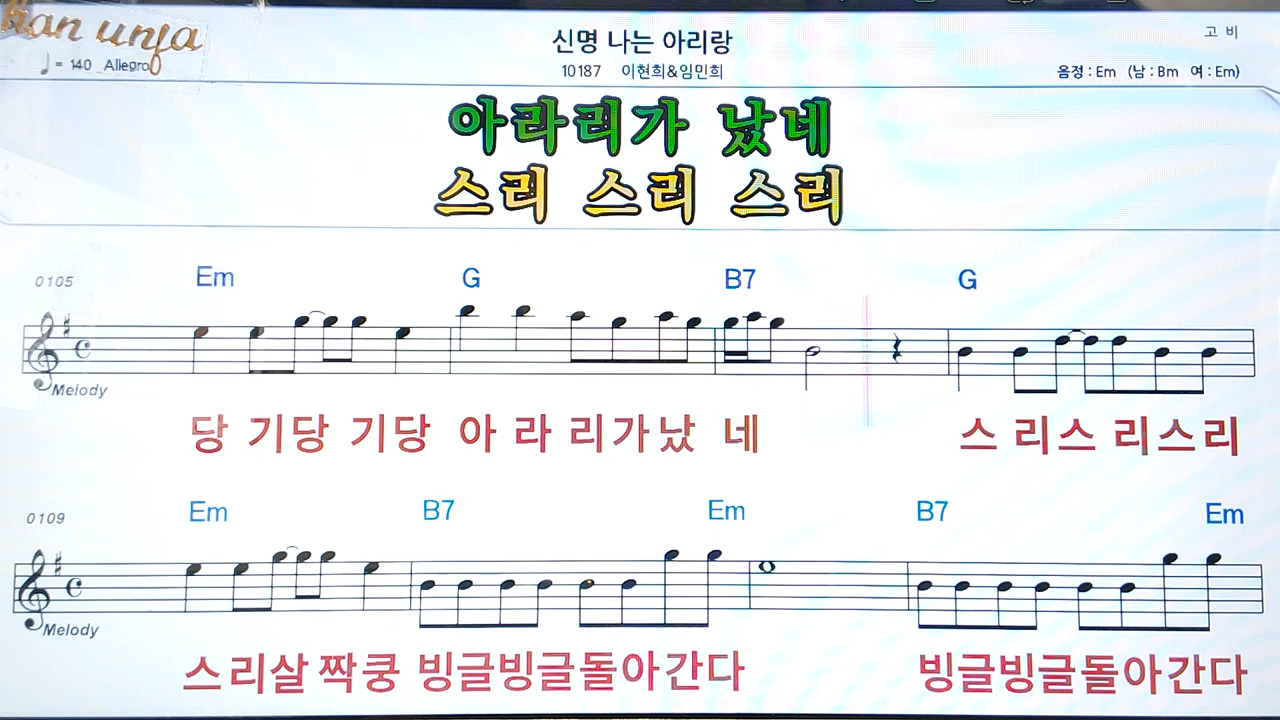 신명 나는 아리랑
고 비
♩ = 140 Allegro
10187 이현희&임민희
음정 : Em (남 : Bm 여 : Em)
아라리가 났네
스리 스리 스리
0105 Em G B7 G
Melody
당 기당 기당 아 라 리가났 네 스 리스 리스리
0109 Em B7 Em B7 Em
Melody
스리살 짝쿵 빙글빙글돌아간다 빙글빙글돌아간다